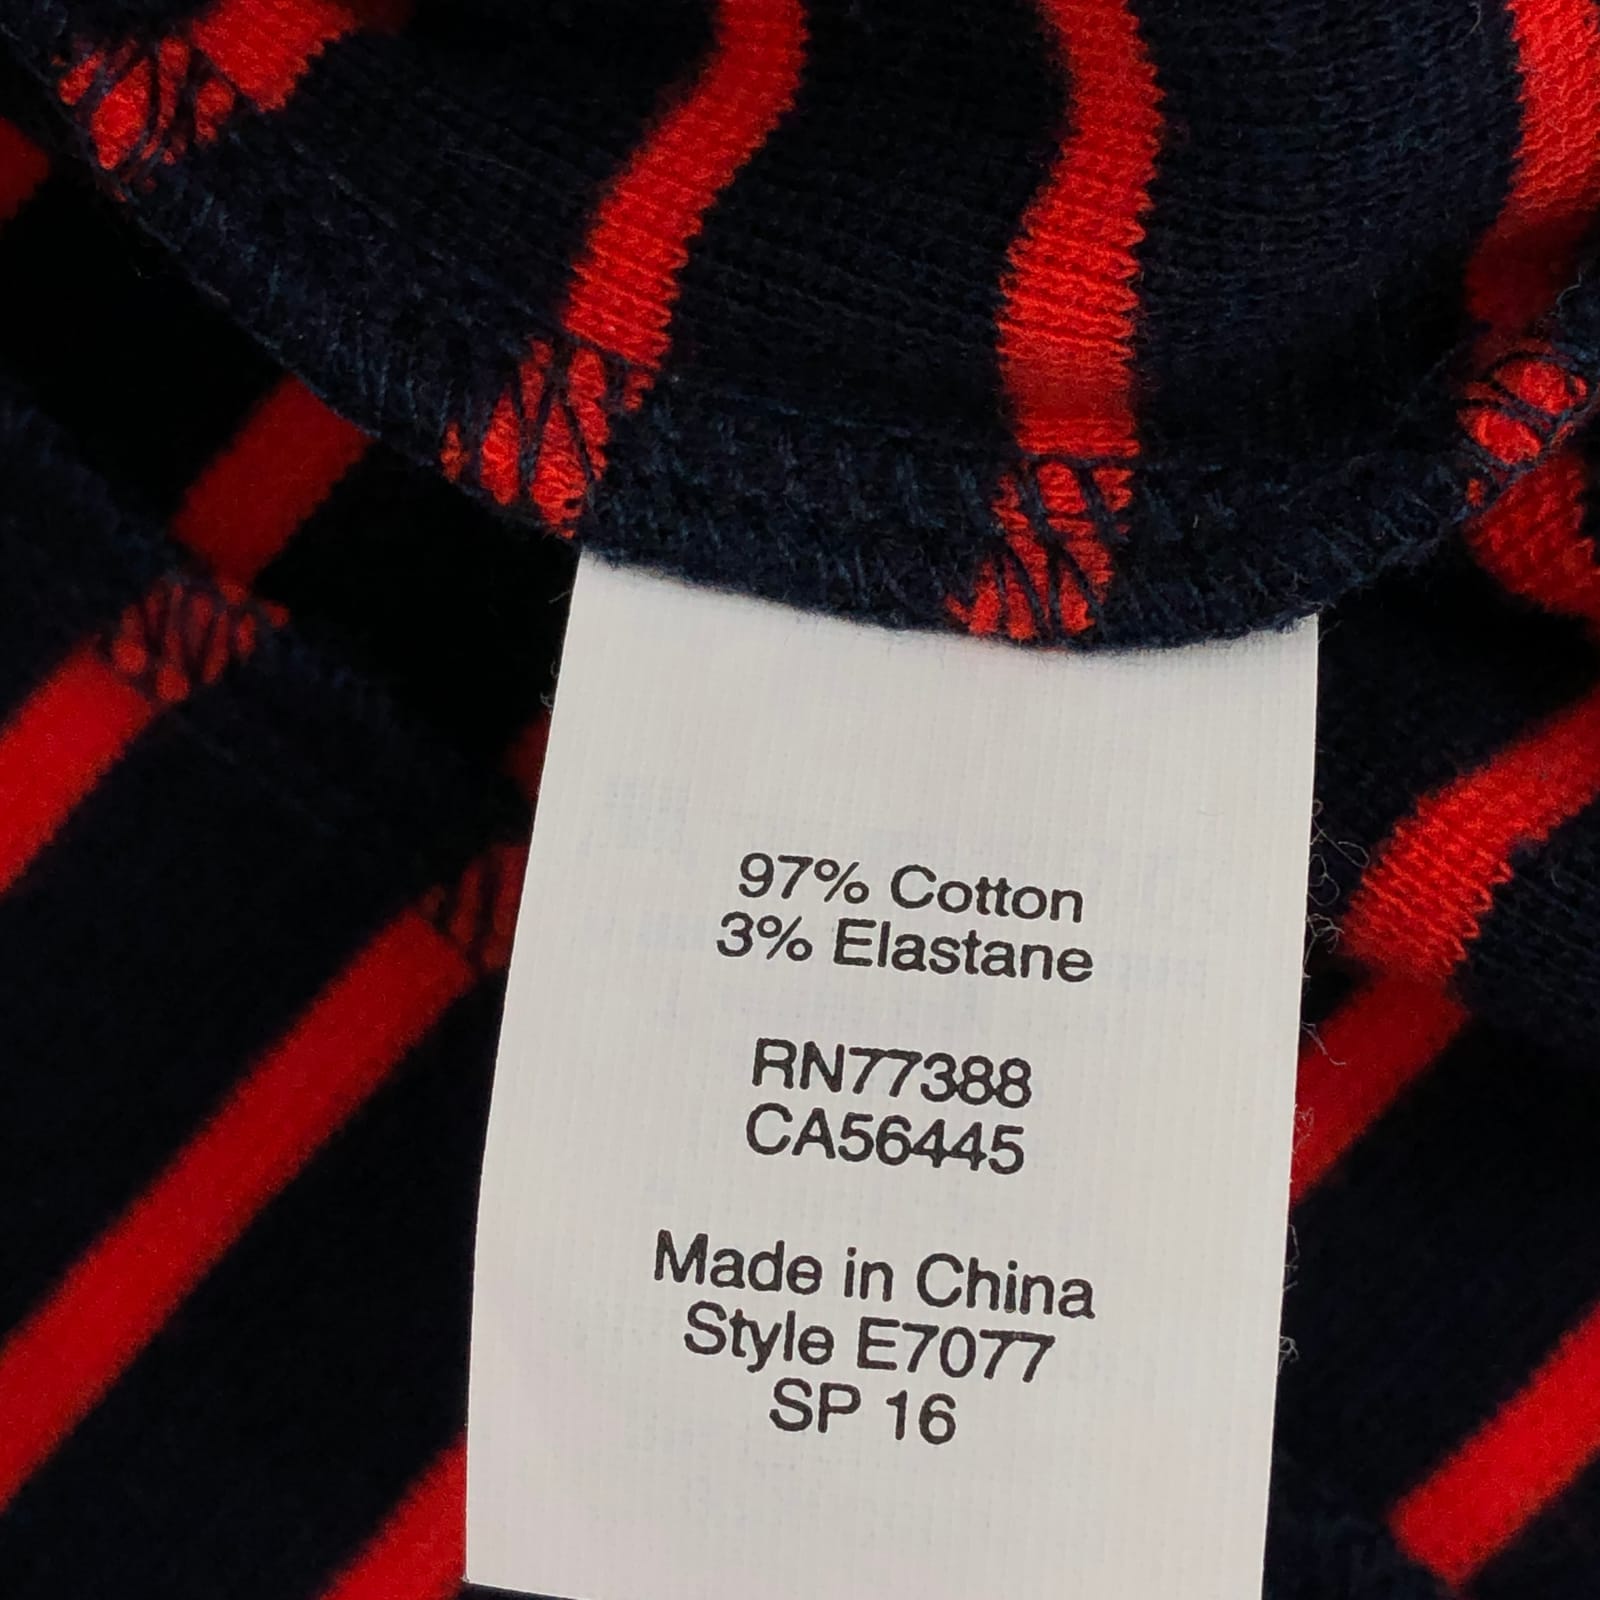 97% Cotton
3% Elastane
RN77388
CA56445
Made in China
Style E7077
SP 16